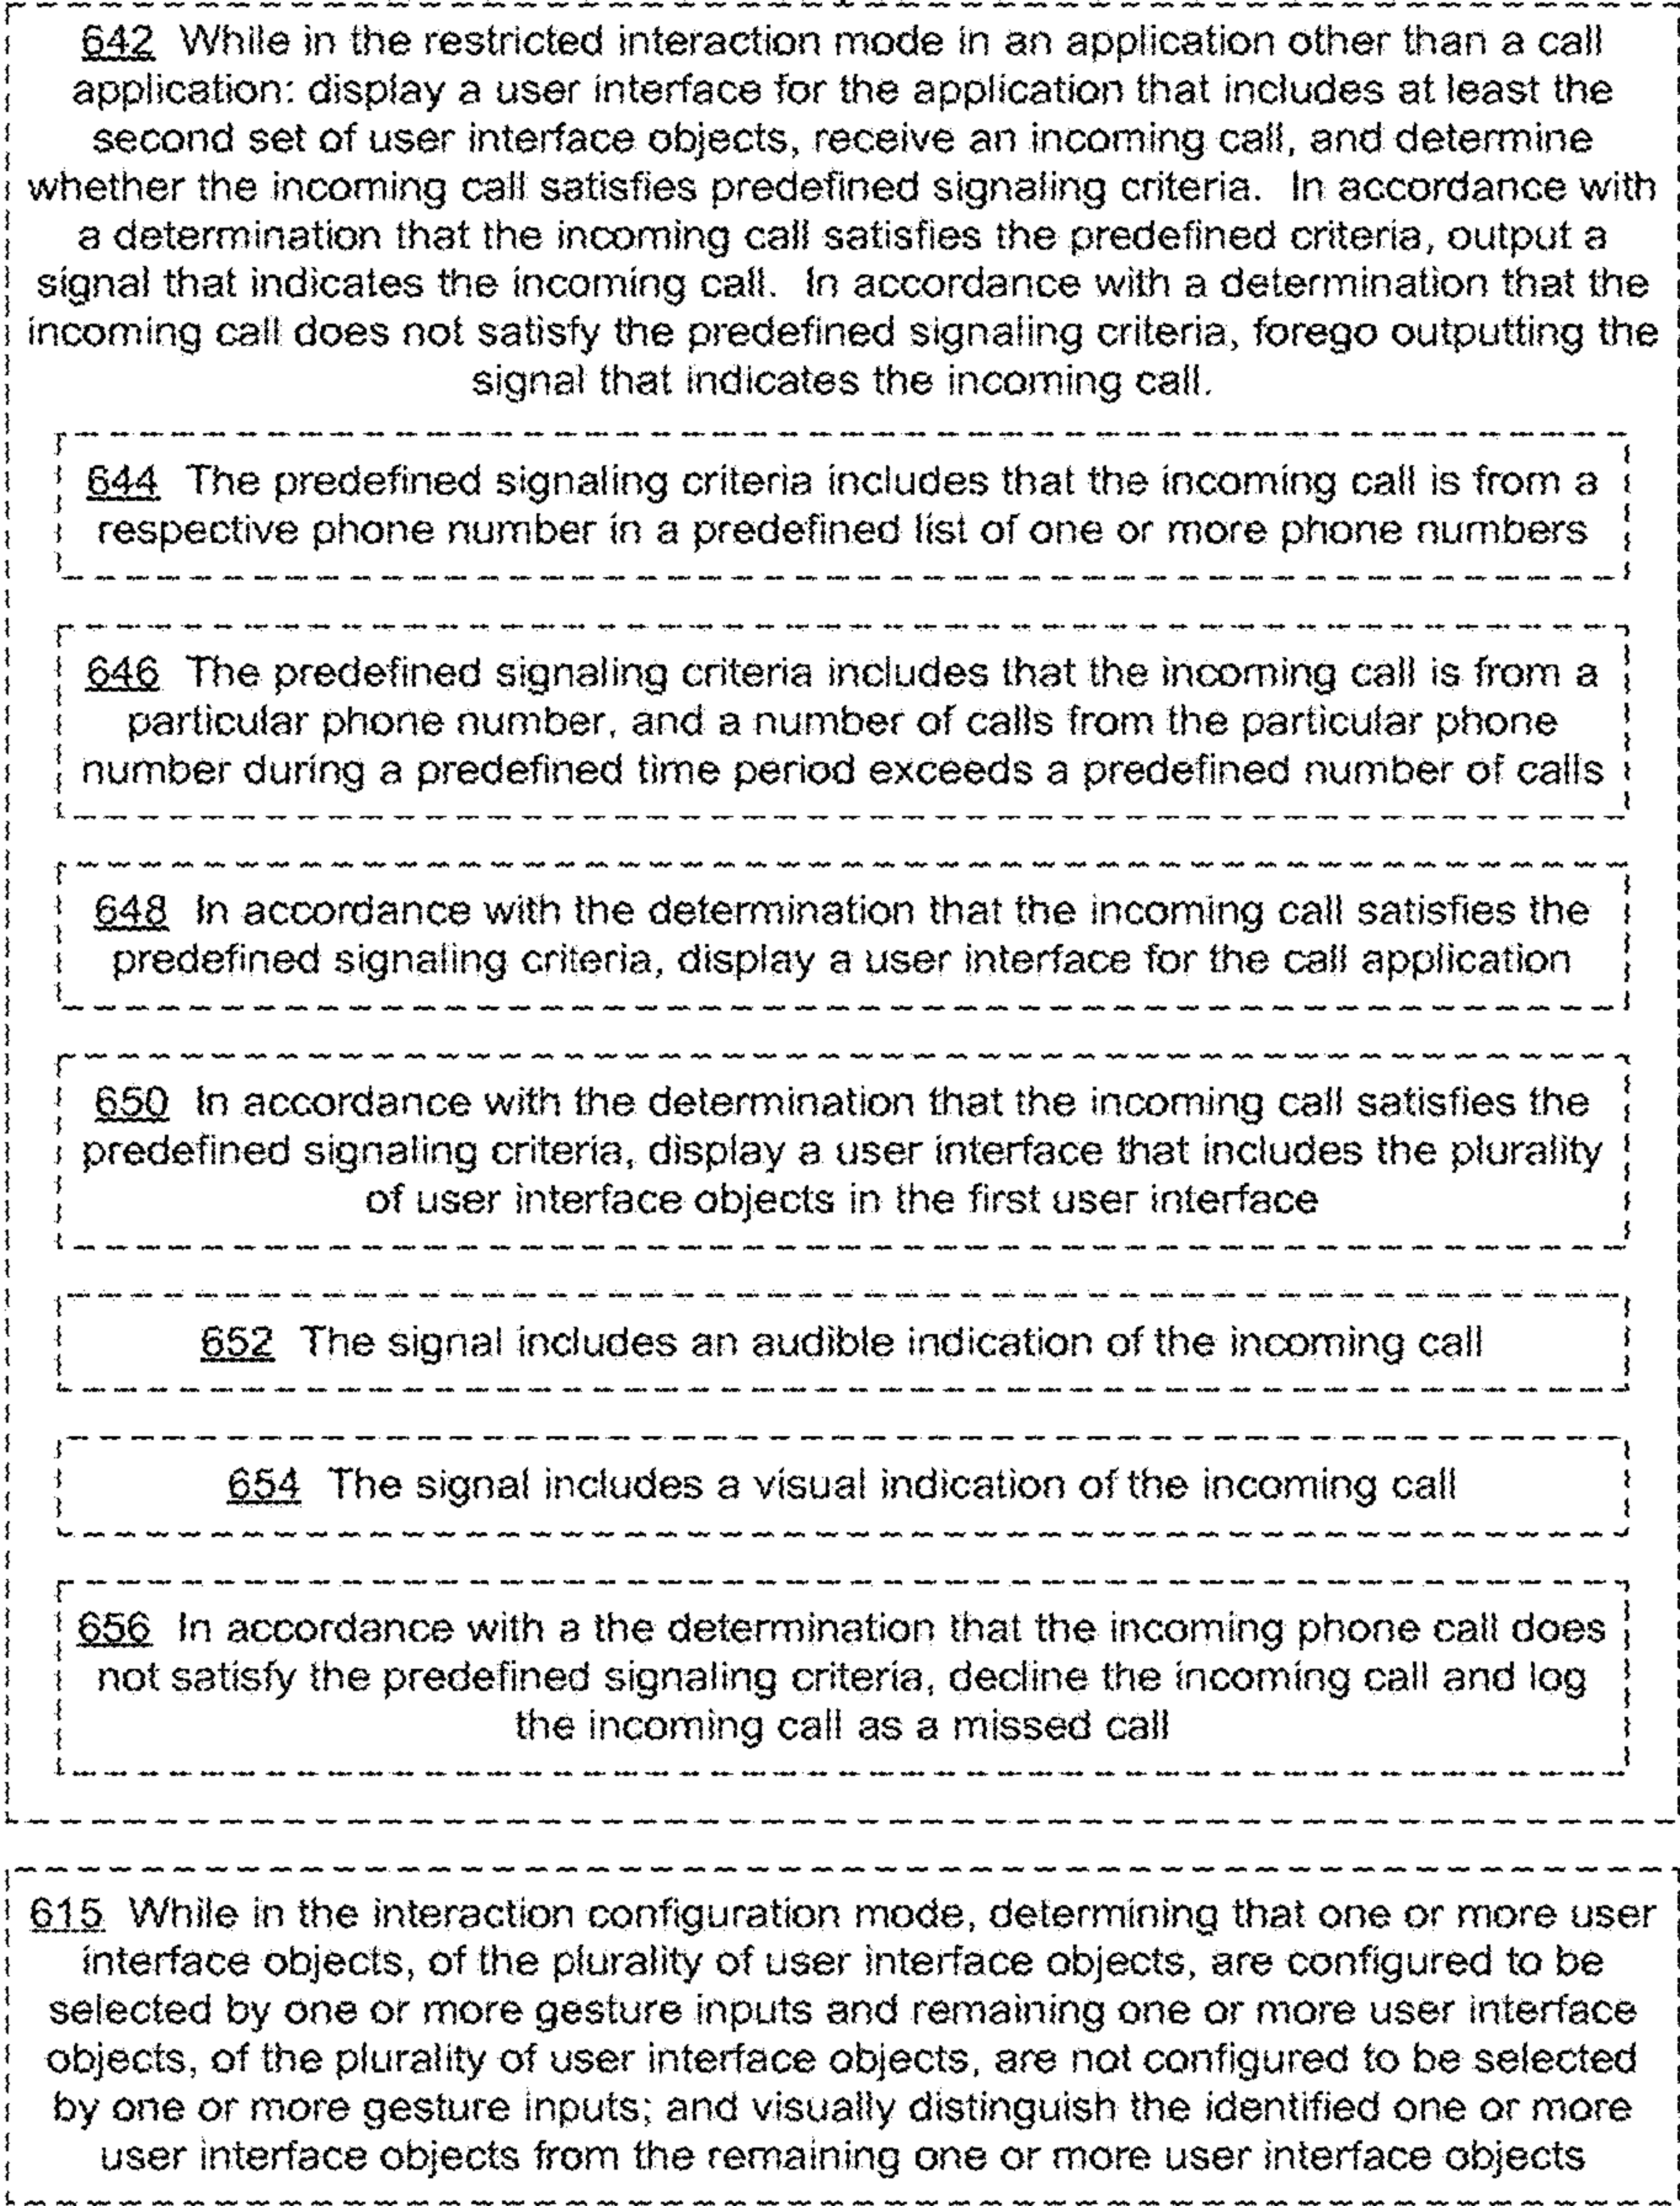 642 While in the restricted interaction mode in an application other than a call
application: display a user interface for the application that includes at least the
second set of user interface objects, receive an incoming call, and determine
whether the incoming call satisfies predefined signaling criteria. In accordance with
a determination that the incoming call satisfies the predefined criteria, output a
signal that indicates the incoming call. In accordance with a determination that the
incoming call does not satisfy the predefined signaling criteria, forego outputting the
signal that indicates the incoming call.
644 The predefined signaling criteria includes that the incoming call is from a
respective phone number in a predefined list of one or more phone numbers
646 The predefined signaling criteria includes that the incoming call is from a
particular phone number, and a number of calls from the particular phone
number during a predefined time period exceeds a predefined number of calls
648 In accordance with the determination that the incoming call satisfies the
predefined signaling criteria, display a user interface for the call application
650 In accordance with the determination that the incoming call satisfies the
predefined signaling criteria, display a user interface that includes the plurality
of user interface objects in the first user interface
652 The signal includes an audible indication of the incoming call
654 The signal includes a visual indication of the incoming call
656 In accordance with a the determination that the incoming phone call does
not satisfy the predefined signaling criteria, decline the incoming call and log
the incoming call as a missed call
615 While in the interaction configuration mode, determining that one or more user
interface objects, of the plurality of user interface objects, are configured to be
selected by one or more gesture inputs and remaining one or more user interface
objects, of the plurality of user interface objects, are not configured to be selected
by one or more gesture inputs; and visually distinguish the identified one or more
user interface objects from the remaining one or more user interface objects